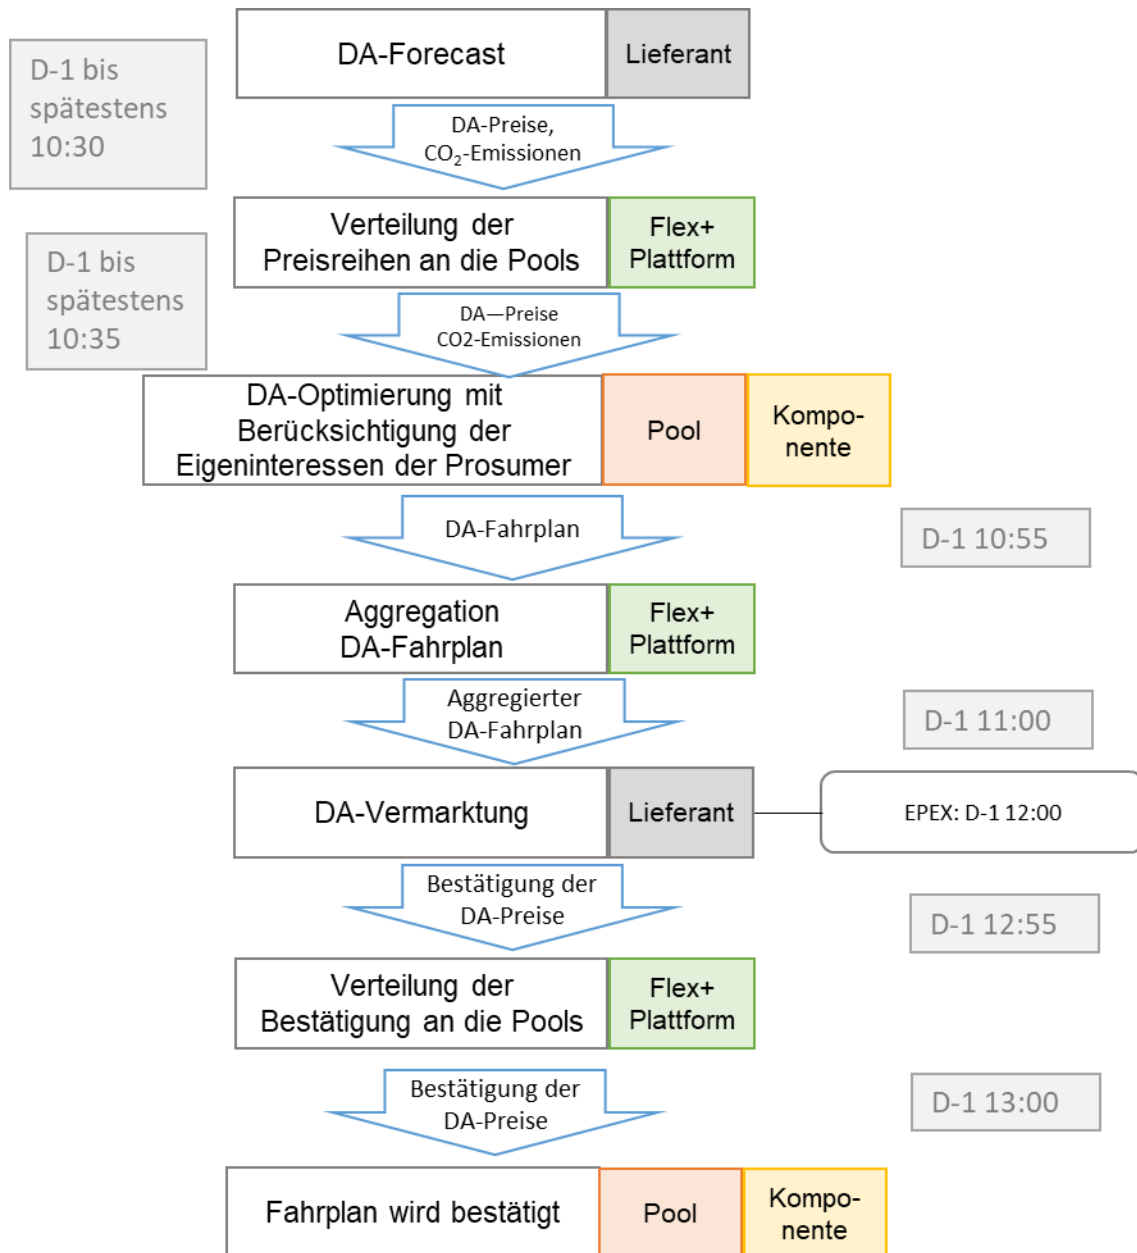 DA-Forecast
Lieferant
D-1 bis
spätestens
10:30
DA-Preise,
CO₂-Emissionen
Verteilung der
Preisreihen an die Pools
Flex+
Plattform
D-1 bis
spätestens
10:35
DA—Preise
CO2-Emissionen
DA-Optimierung mit
Berücksichtigung der
Eigeninteressen der Prosumer
Pool
Kompo-
nente
DA-Fahrplan
D-1 10:55
Aggregation
DA-Fahrplan
Flex+
Plattform
Aggregierter
DA-Fahrplan
D-1 11:00
DA-Vermarktung
Lieferant
EPEX: D-1 12:00
Bestätigung der
DA-Preise
D-1 12:55
Verteilung der
Bestätigung an die Pools
Flex+
Plattform
Bestätigung der
DA-Preise
D-1 13:00
Fahrplan wird bestätigt
Pool
Kompo-
nente